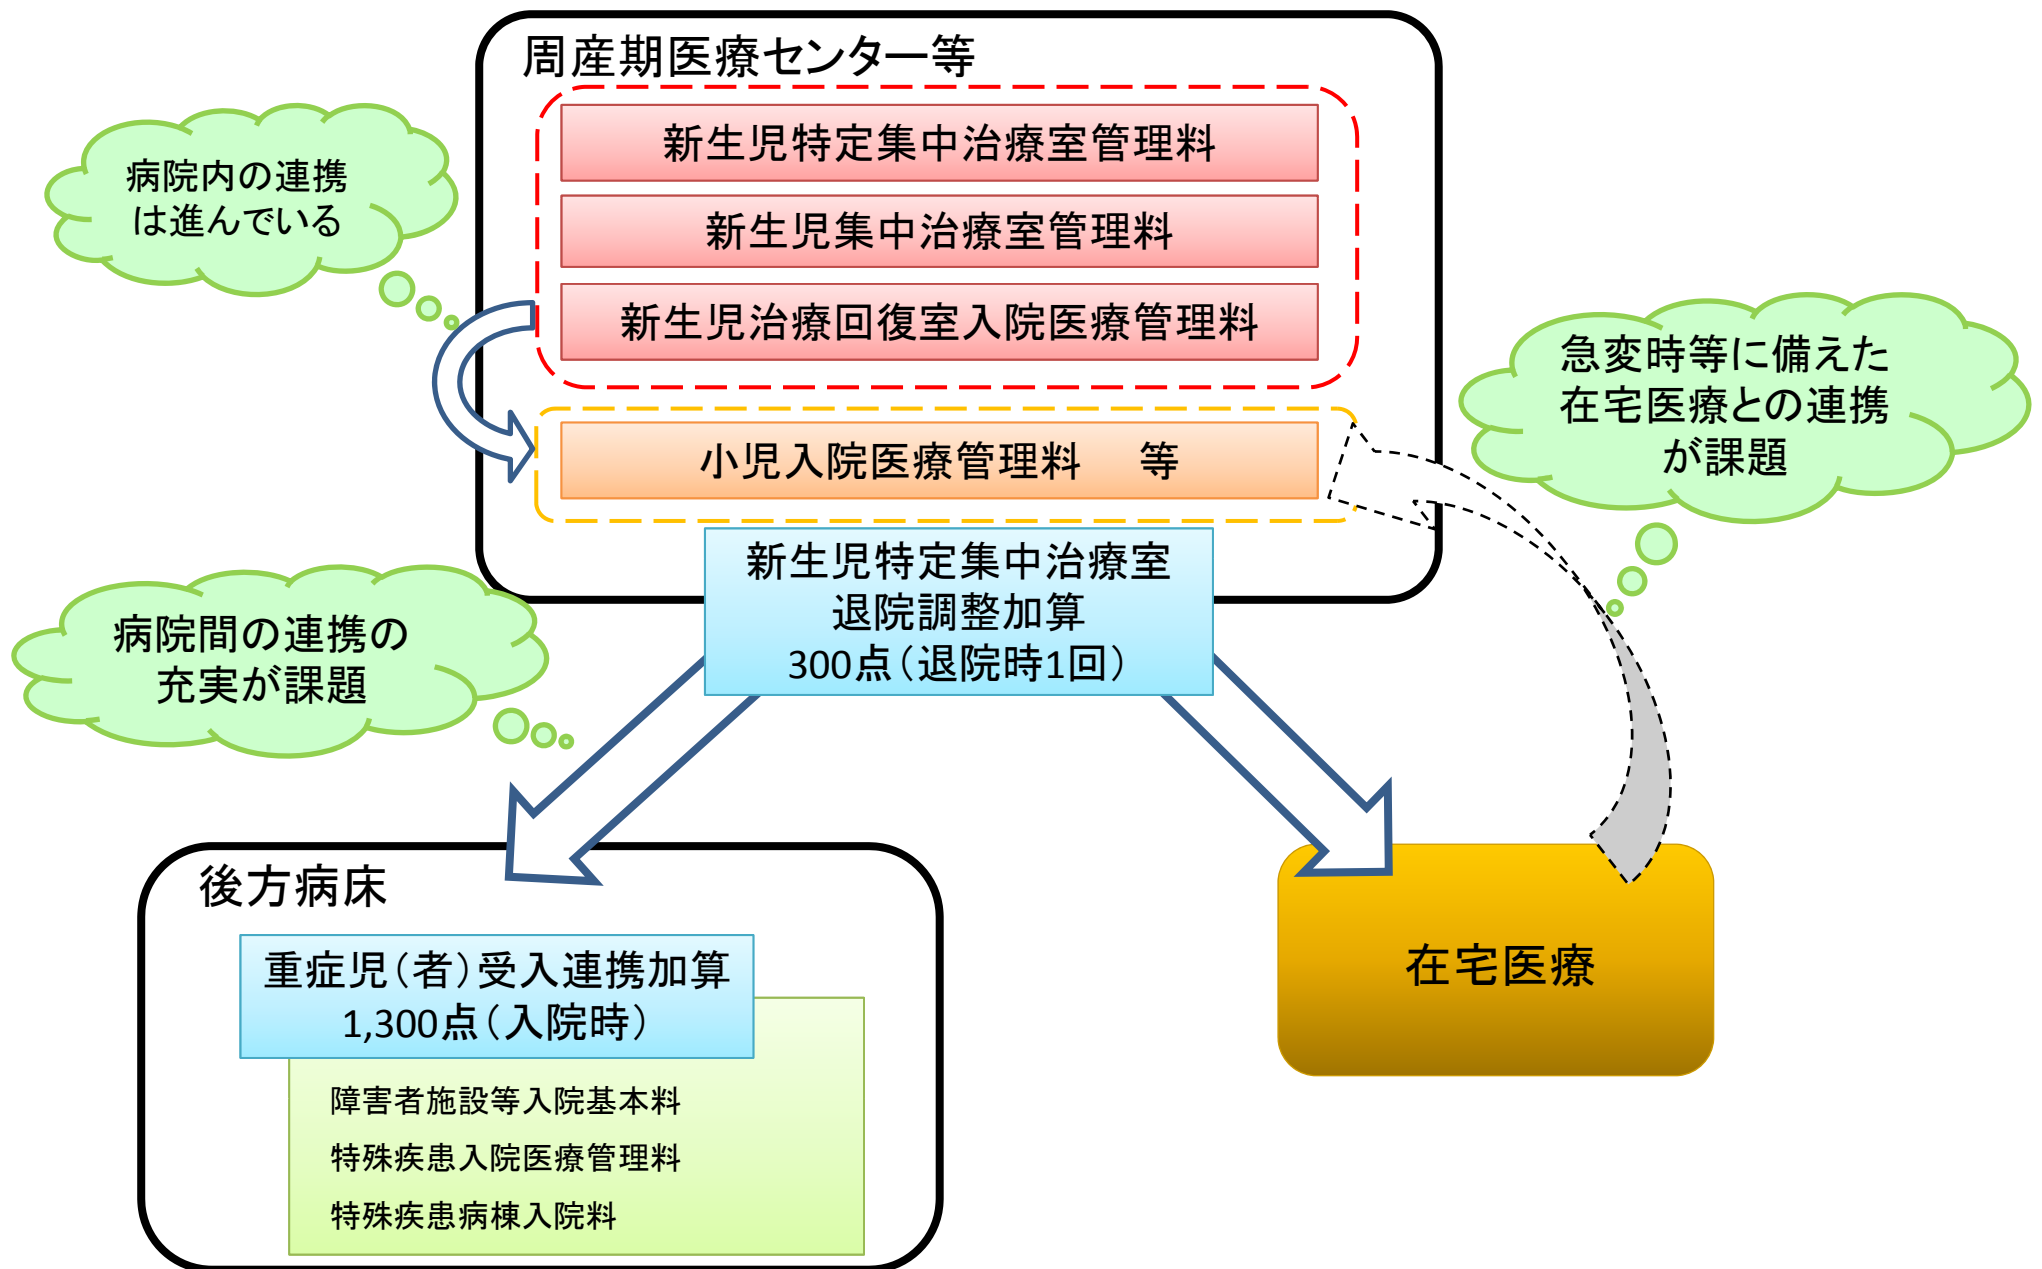 周産期医療センター等
新生児特定集中治療室管理料
病院内の連携
は進んでいる
新生児集中治療室管理料
新生児治療回復室入院医療管理料
急変時等に備えた
在宅医療との連携
が課題
小児入院医療管理料　等
新生児特定集中治療室
退院調整加算
300点（退院時1回）
病院間の連携の
充実が課題
後方病床
重症児（者）受入連携加算
1,300点（入院時）
在宅医療
障害者施設等入院基本料
特殊疾患入院医療管理料
特殊疾患病棟入院料